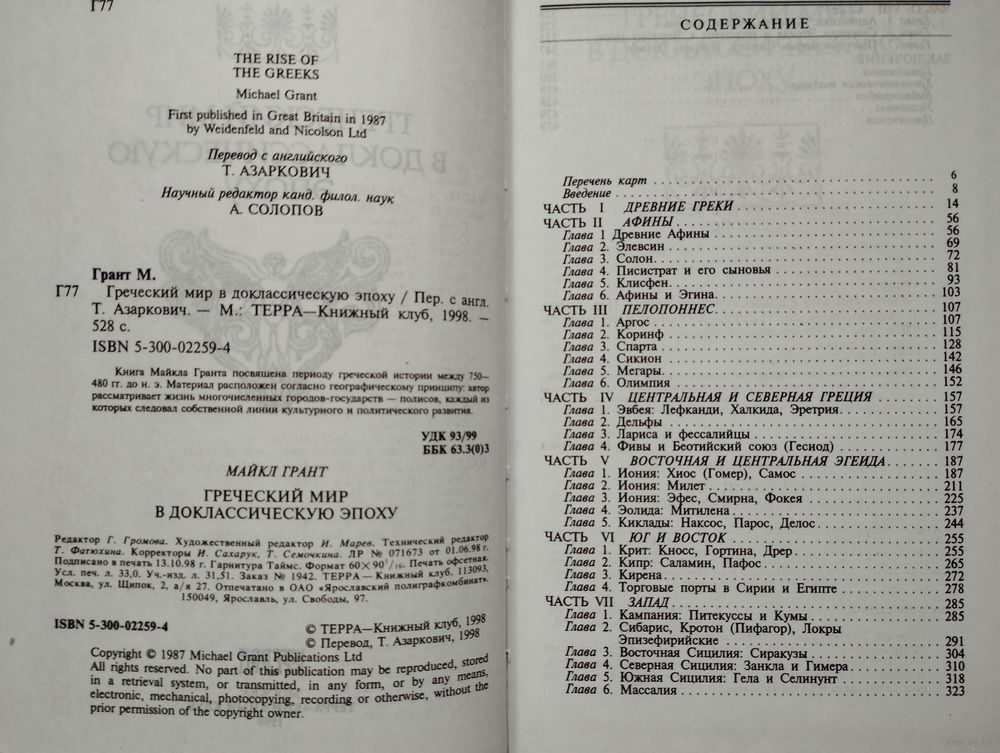 Г77
THE RISE OF
THE GREEKS
Michael Grant
First published in Great Britain in 1987
by Weidenfeld and Nicolson Ltd
Перевод с английского
Т. АЗАРКОВИЧ
Научный редактор канд. филол. наук
А. СОЛОПОВ
Грант М.
Г77 Греческий мир в доклассическую эпоху / Пер. с англ.
Т. Азаркович. — М.: ТЕРРА—Книжный клуб, 1998. —
528 с.
ISBN 5-300-02259-4
Книга Майкла Гранта посвящена периоду греческой истории между 750—
480 гг. до н. э. Материал расположен согласно географическому принципу: автор
рассматривает жизнь многочисленных городов-государств — полисов, каждый из
которых следовал собственной линии культурного и политического развития.
УДК 93/99
ББК 63.3(0)3
МАЙКЛ ГРАНТ
ГРЕЧЕСКИЙ МИР
В ДОКЛАССИЧЕСКУЮ ЭПОХУ
Редактор Г. Громова. Художественный редактор И. Марев. Технический редактор
Т. Фатюхина. Корректоры И. Сахарук, Т. Семочкина. ЛР № 071673 от 01.06.98 г.
Подписано в печать 13.10.98 г. Гарнитура Таймс. Формат 60×90 1/16. Печать офсетная.
Усл. печ. л. 33,0. Уч.-изд. л. 31,51. Заказ № 1942. ТЕРРА—Книжный клуб. 113093,
Москва, ул. Щипок, 2, а/я 27. Отпечатано в ОАО «Ярославский полиграфкомбинат».
150049, Ярославль, ул. Свободы, 97.
ISBN 5-300-02259-4
© ТЕРРА—Книжный клуб, 1998
© Перевод, Т. Азаркович, 1998
Copyright © 1987 Michael Grant Publications Ltd
All rights reserved. No part of this publication may be reproduced, stored
in a retrieval system, or transmitted, in any form, or by any means,
electronic, mechanical, photocopying, recording or otherwise, without the
prior permission of the copyright owner.
СОДЕРЖАНИЕ
Перечень карт 6
Введение 8
ЧАСТЬ I ДРЕВНИЕ ГРЕКИ 14
ЧАСТЬ II АФИНЫ 56
Глава 1 Древние Афины 56
Глава 2. Элевсин 69
Глава 3. Солон 72
Глава 4. Писистрат и его сыновья 81
Глава 5. Клисфен 93
Глава 6. Афины и Эгина 103
ЧАСТЬ III ПЕЛОПОННЕС 107
Глава 1. Аргос 107
Глава 2. Коринф 115
Глава 3. Спарта 128
Глава 4. Сикион 142
Глава 5. Мегары 146
Глава 6. Олимпия 152
ЧАСТЬ IV ЦЕНТРАЛЬНАЯ И СЕВЕРНАЯ ГРЕЦИЯ 157
Глава 1. Эвбея: Лефканди, Халкида, Эретрия 157
Глава 2. Дельфы 165
Глава 3. Лариса и фессалийцы 174
Глава 4. Фивы и Беотийский союз (Гесиод) 177
ЧАСТЬ V ВОСТОЧНАЯ И ЦЕНТРАЛЬНАЯ ЭГЕИДА 187
Глава 1. Иония: Хиос (Гомер), Самос 187
Глава 2. Иония: Милет 211
Глава 3. Иония: Эфес, Смирна, Фокея 225
Глава 4. Эолида: Митилена 237
Глава 5. Киклады: Наксос, Парос, Делос 244
ЧАСТЬ VI ЮГ И ВОСТОК 255
Глава 1. Крит: Кносс, Гортина, Дрер 255
Глава 2. Кипр: Саламин, Пафос 265
Глава 3. Кирена 272
Глава 4. Торговые порты в Сирии и Египте 278
ЧАСТЬ VII ЗАПАД 285
Глава 1. Кампания: Питекуссы и Кумы 285
Глава 2. Сибарис, Кротон (Пифагор), Локры
Эпизефирийские 291
Глава 3. Восточная Сицилия: Сиракузы 304
Глава 4. Северная Сицилия: Занкла и Гимера 310
Глава 5. Южная Сицилия: Гела и Селинунт 318
Глава 6. Массалия 323